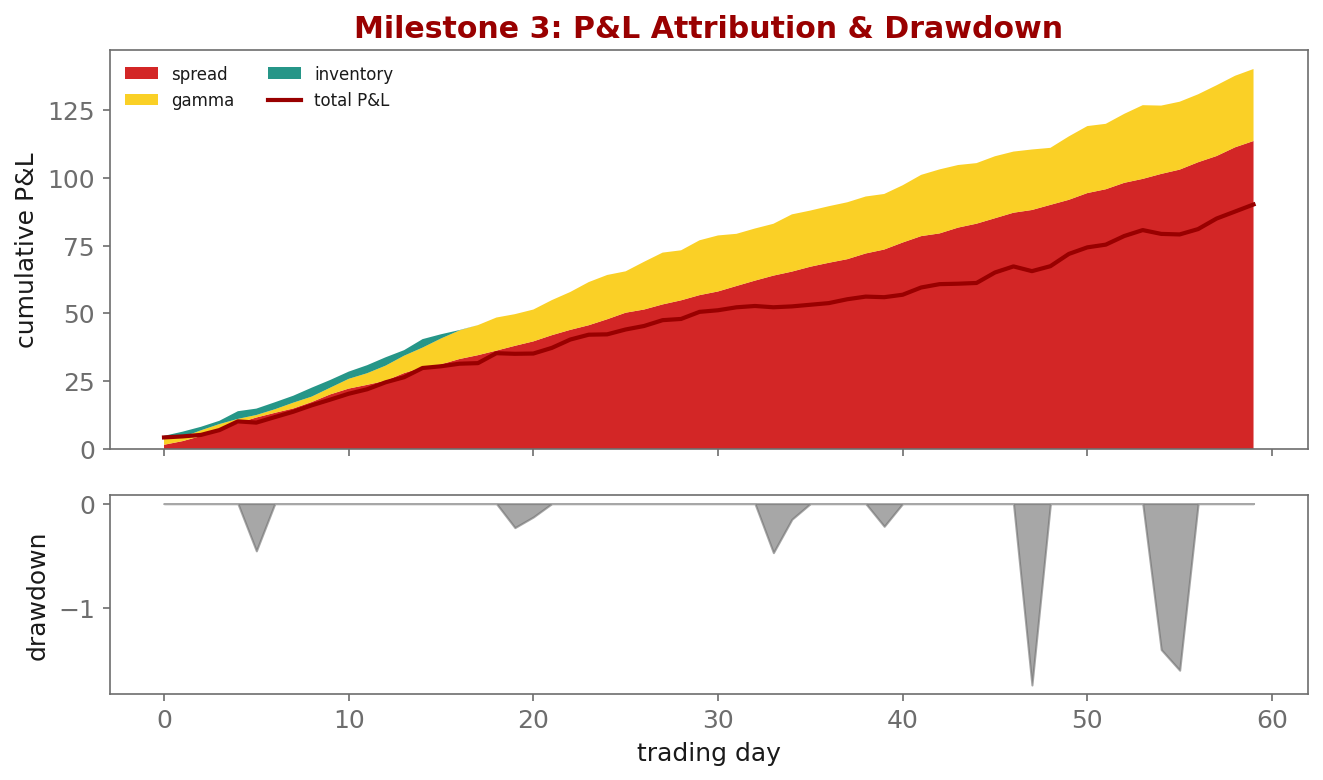 Milestone 3: P&L Attribution & Drawdown
spread
gamma
inventory
total P&L
cumulative P&L
125
100
75
50
25
0
drawdown
0
−1
0 10 20 30 40 50 60
trading day